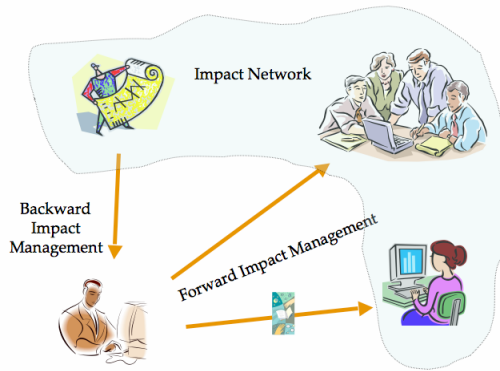 Impact Network
Backward
Impact
Management
Forward Impact Management